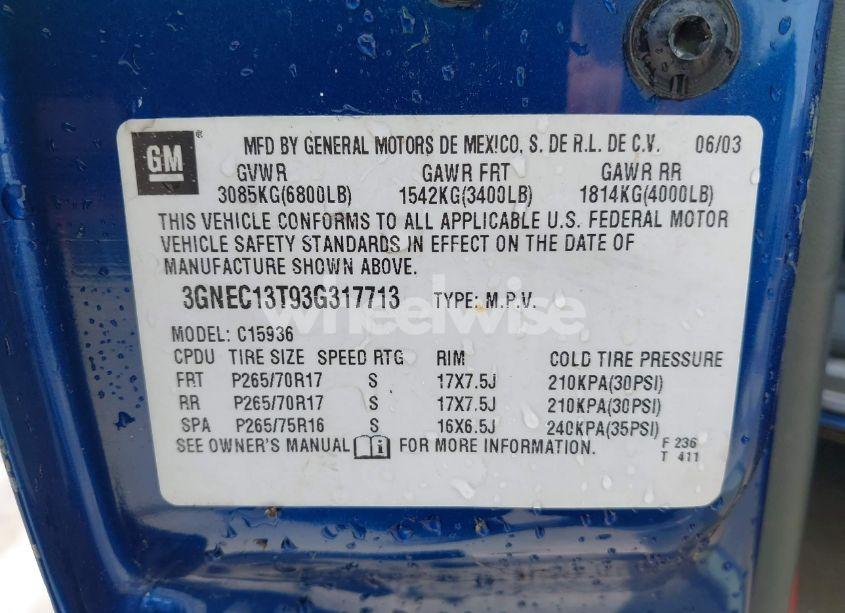 GM ® MFD BY GENERAL MOTORS DE MEXICO, S. DE R.L. DE C.V. 06/03
GVWR GAWR FRT GAWR RR
3085KG(6800LB) 1542KG(3400LB) 1814KG(4000LB)
THIS VEHICLE CONFORMS TO ALL APPLICABLE U.S. FEDERAL MOTOR
VEHICLE SAFETY STANDARDS IN EFFECT ON THE DATE OF
MANUFACTURE SHOWN ABOVE.
3GNEC13T93G317713 TYPE: M.P.V.
wheelwise
MODEL: C15936
CPDU TIRE SIZE SPEED RTG RIM COLD TIRE PRESSURE
FRT P265/70R17 S 17X7.5J 210KPA(30PSI)
RR P265/70R17 S 17X7.5J 210KPA(30PSI)
SPA P265/75R16 S 16X6.5J 240KPA(35PSI)
SEE OWNER'S MANUAL FOR MORE INFORMATION. F 236
T 411